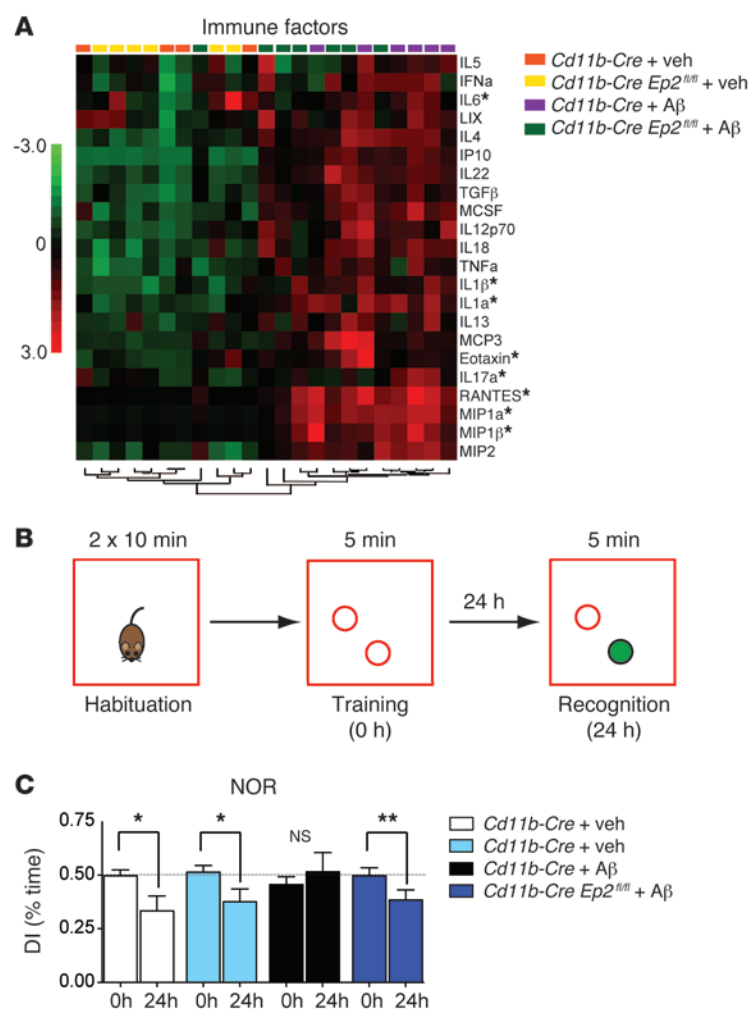 A
Immune factors
-3.0
0
3.0
IL5
IFNa
IL6*
LIX
IL4
IP10
IL22
TGFβ
MCSF
IL12p70
IL18
TNFa
IL1β*
IL1a*
IL13
MCP3
Eotaxin*
IL17a*
RANTES*
MIP1a*
MIP1β*
MIP2
Cd11b-Cre + veh
Cd11b-Cre Ep2fl/fl + veh
Cd11b-Cre + Aβ
Cd11b-Cre Ep2fl/fl + Aβ
B
2 x 10 min
5 min
5 min
24 h
Habituation
Training
(0 h)
Recognition
(24 h)
C
NOR
DI (% time)
0.75
0.50
0.25
0.00
* * NS **
0h 24h 0h 24h 0h 24h 0h 24h
Cd11b-Cre + veh
Cd11b-Cre + veh
Cd11b-Cre + Aβ
Cd11b-Cre Ep2fl/fl + Aβ